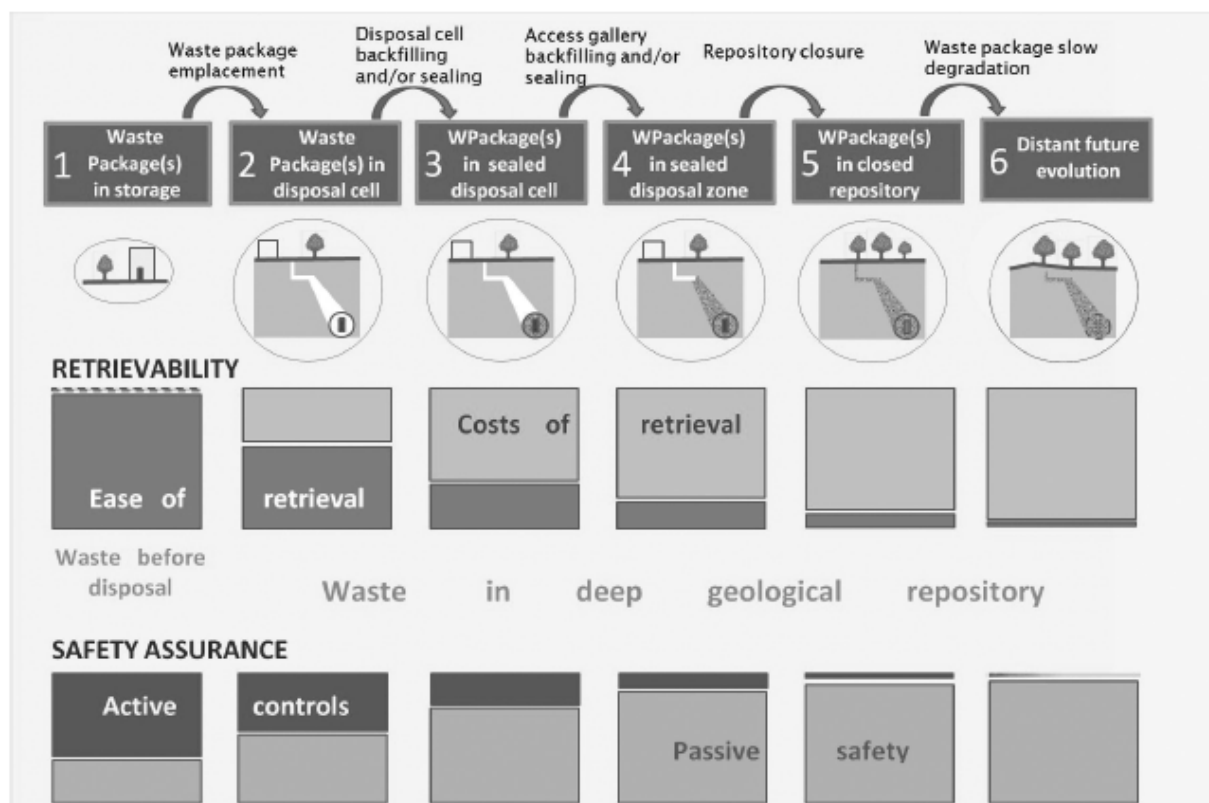 Waste package
emplacement
Disposal cell
backfilling
and/or sealing
Access gallery
backfilling and/or
sealing
Repository closure
Waste package slow
degradation
1 Waste
Package(s)
in storage
2 Waste
Package(s) in
disposal cell
3 WPackage(s)
in sealed
disposal cell
4 WPackage(s)
in sealed
disposal zone
5 WPackage(s)
in closed
repository
6 Distant future
evolution
RETRIEVABILITY
Costs of retrieval
Ease of retrieval
Waste before
disposal
Waste in deep geological repository
SAFETY ASSURANCE
Active controls
Passive safety